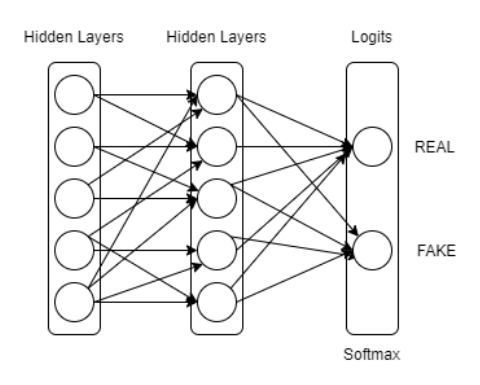 Hidden Layers
Hidden Layers
Logits
REAL
FAKE
Softmax